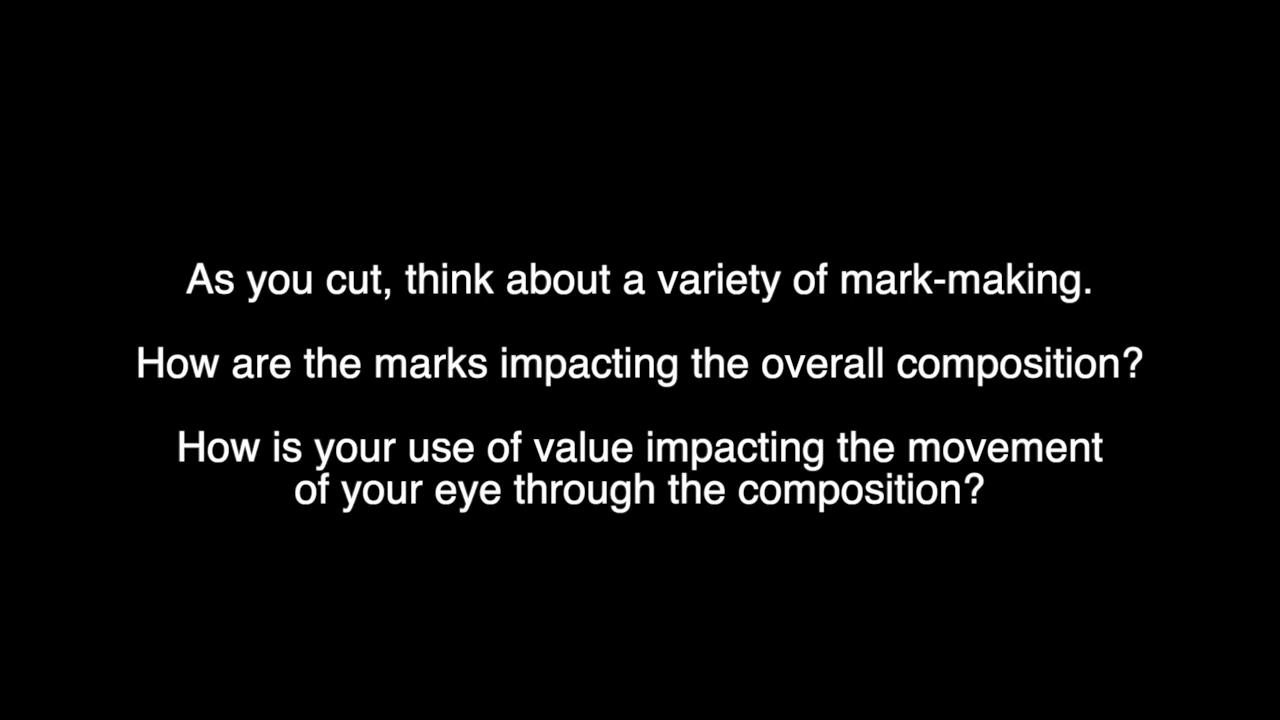 As you cut, think about a variety of mark-making.
How are the marks impacting the overall composition?
How is your use of value impacting the movement
of your eye through the composition?